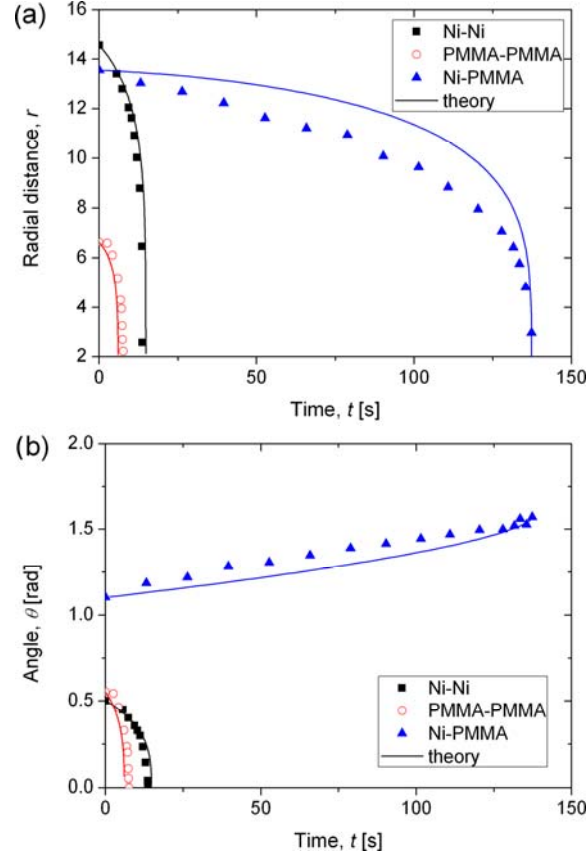 (a)
16
14
12
10
8
6
4
2
Radial distance, r
Ni-Ni
PMMA-PMMA
Ni-PMMA
theory
0
50
100
150
Time, t [s]
(b)
2.0
1.5
1.0
0.5
0.0
Angle, θ [rad]
Ni-Ni
PMMA-PMMA
Ni-PMMA
theory
0
50
100
150
Time, t [s]